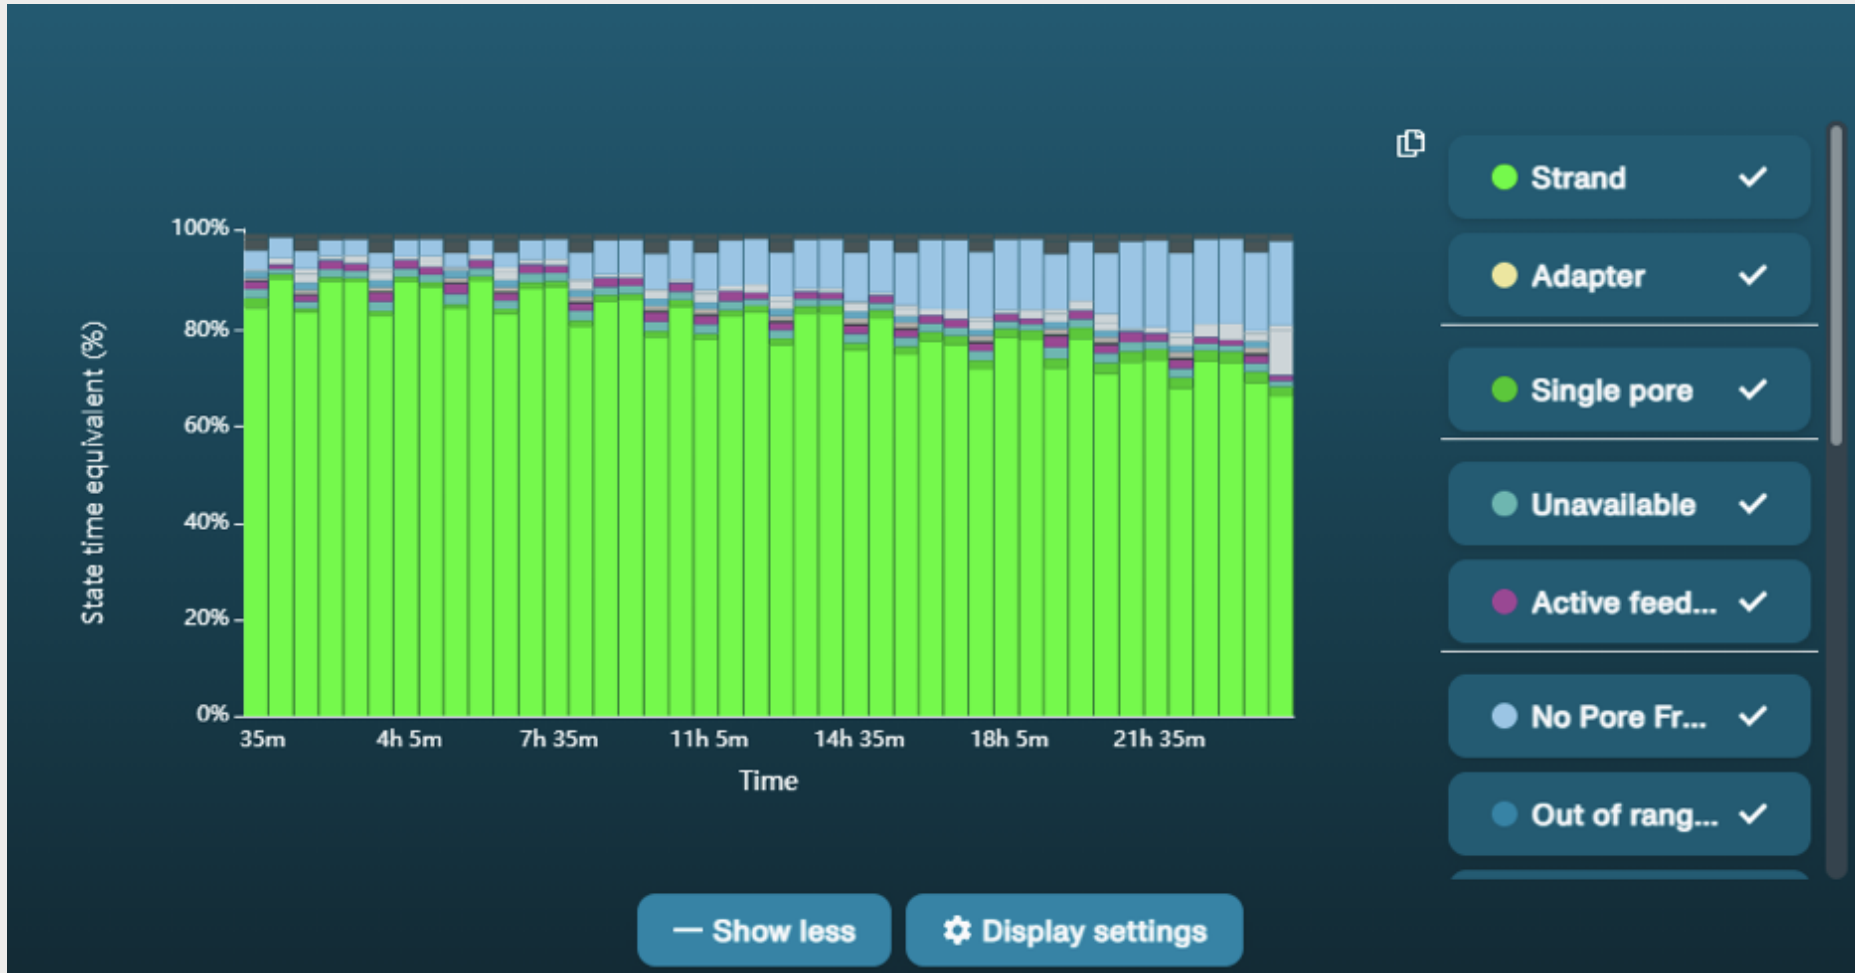 State time equivalent (%)
100%
80%
60%
40%
20%
0%
35m 4h 5m 7h 35m 11h 5m 14h 35m 18h 5m 21h 35m
Time
Strand
Adapter
Single pore
Unavailable
Active feed...
No Pore Fr...
Out of rang...
Show less
Display settings